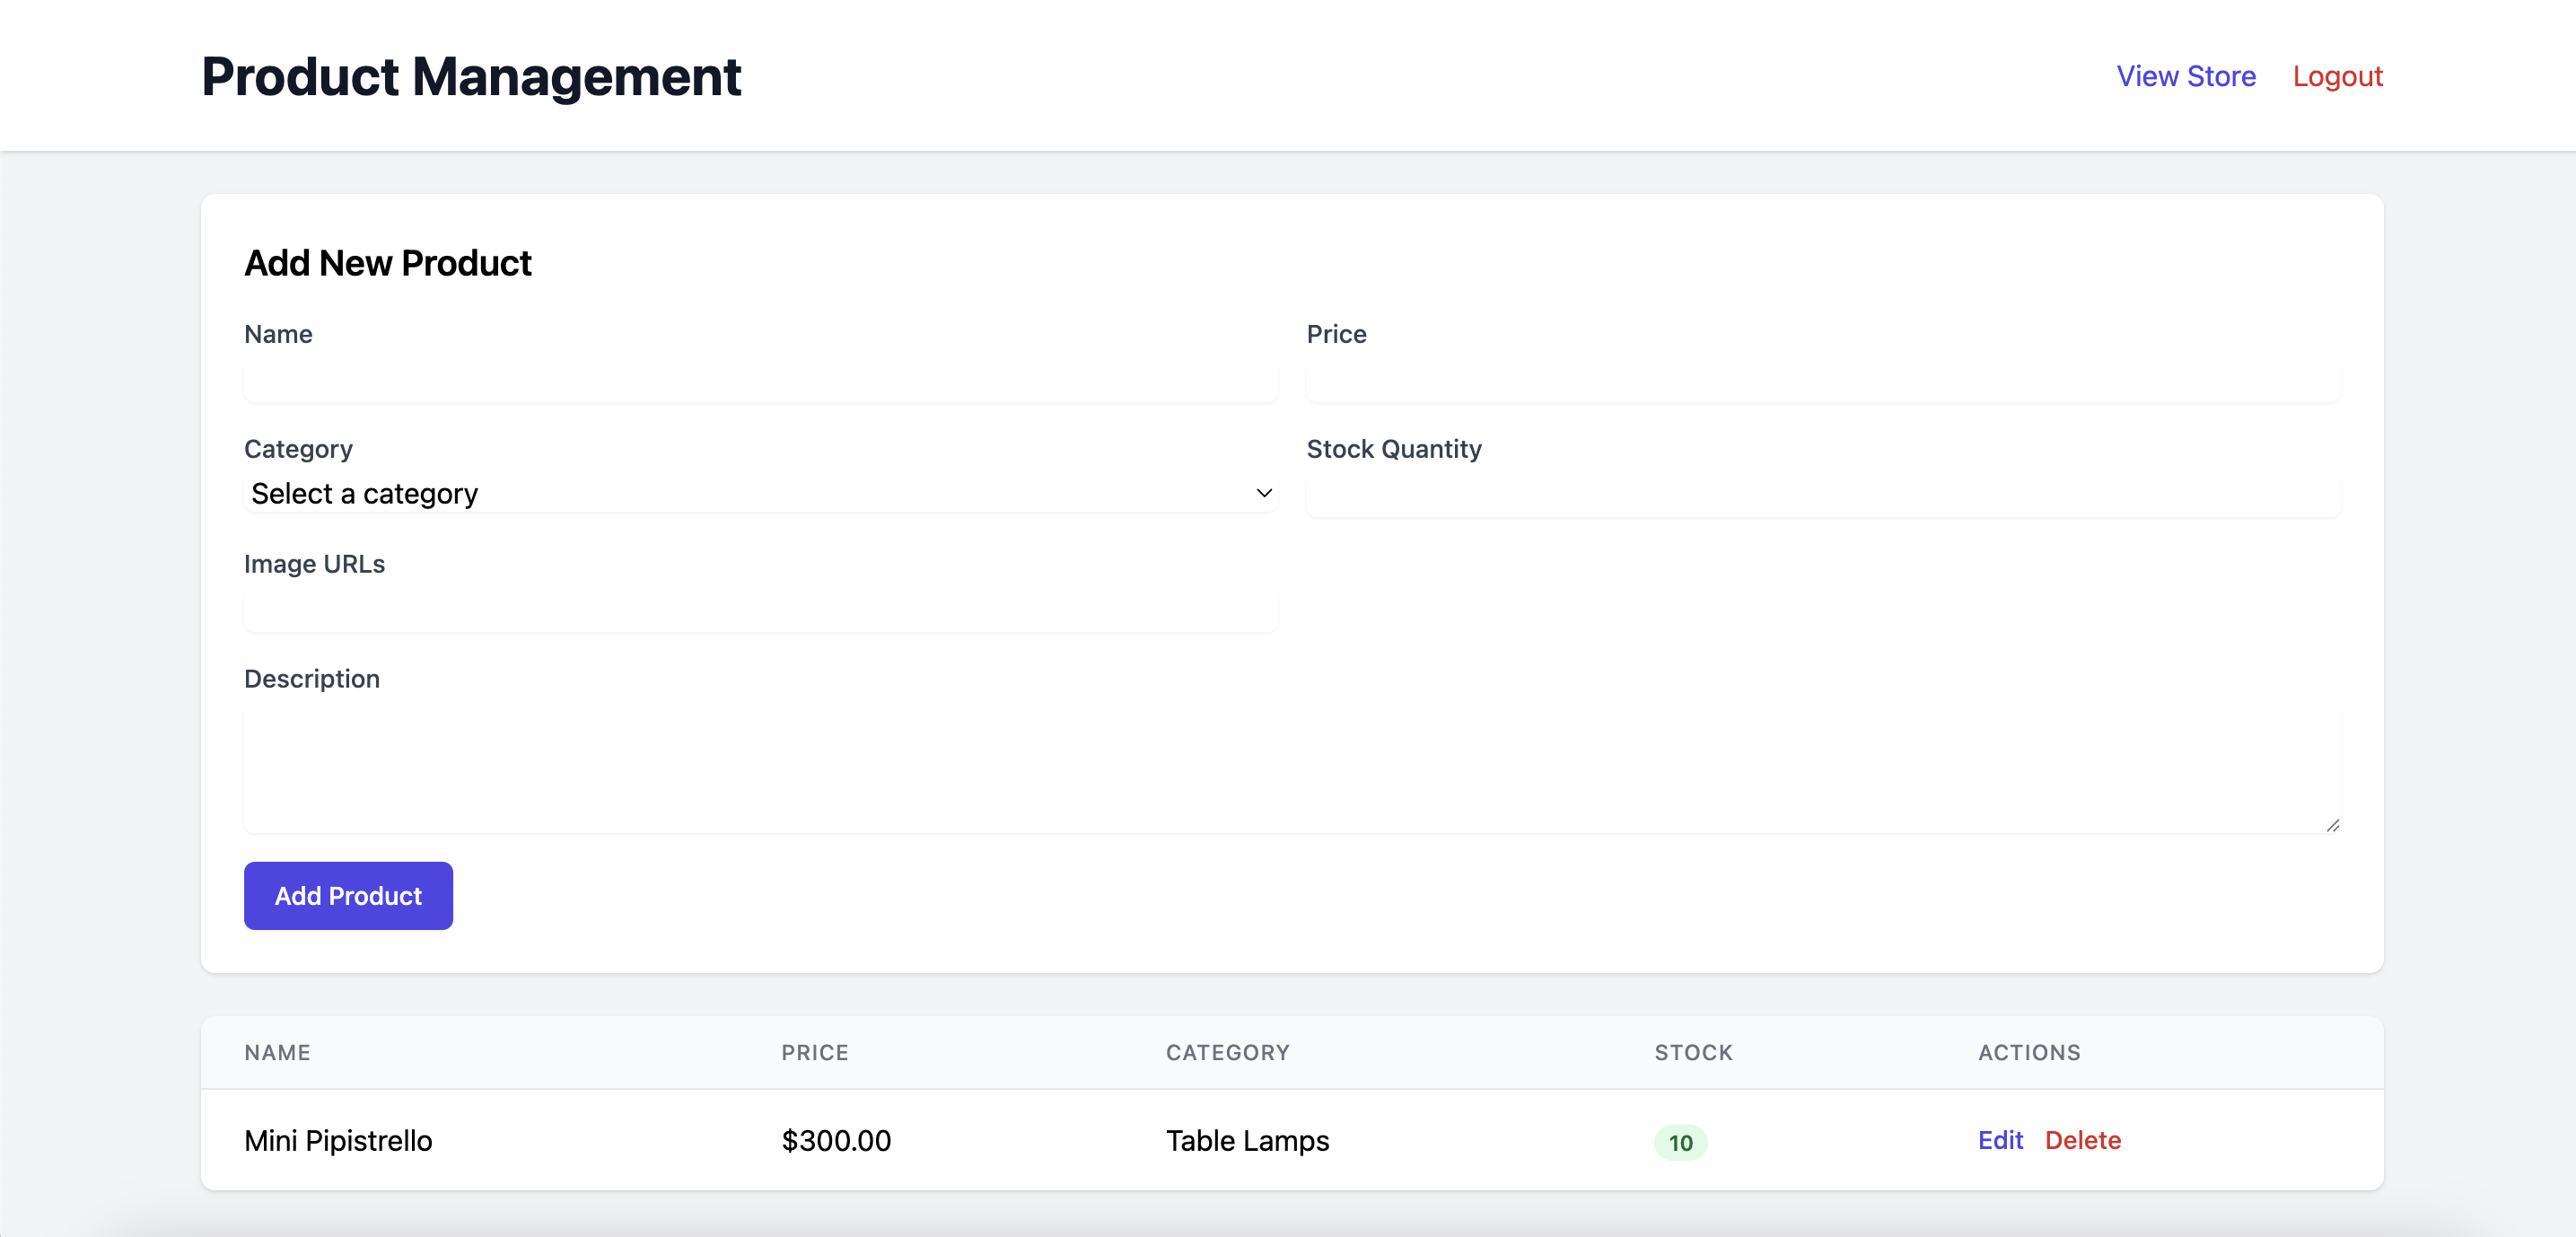 Product Management
View Store Logout
Add New Product
Name Price
Category Stock Quantity
Select a category
Image URLs
Description
Add Product
NAME PRICE CATEGORY STOCK ACTIONS
Mini Pipistrello $300.00 Table Lamps 10 Edit Delete